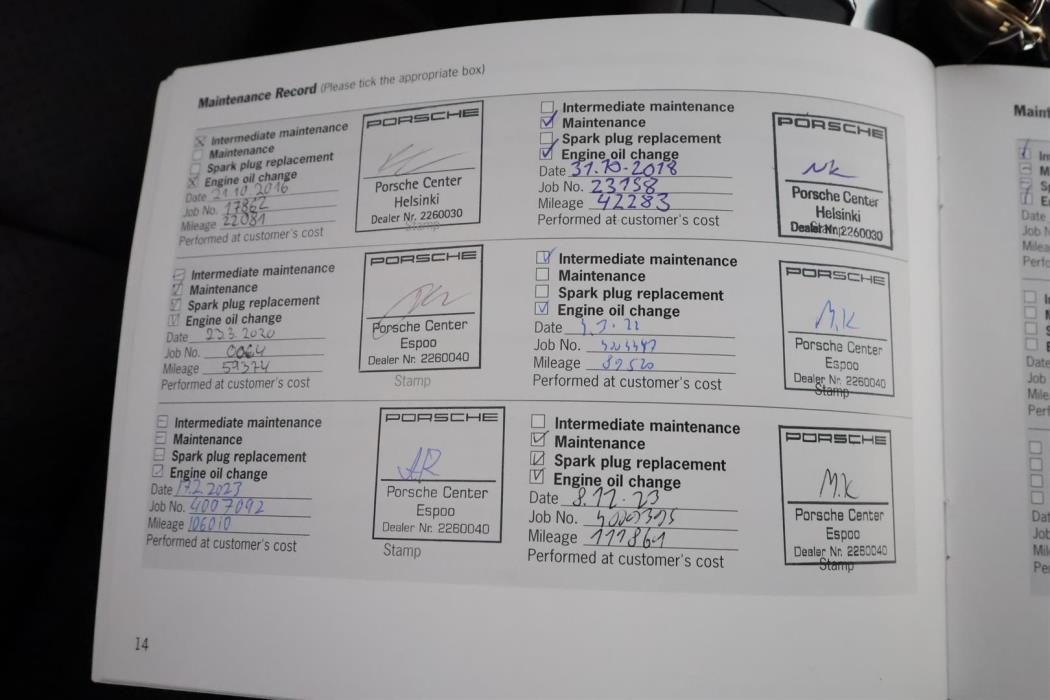 Maintenance Record (Please tick the appropriate box)
Intermediate maintenance
Maintenance
Spark plug replacement
Engine oil change
Date 21.10.2016
Job No. 17862
Mileage 22081
Performed at customer's cost
PORSCHE
Porsche Center
Helsinki
Dealer Nr. 2260030
Stamp
Intermediate maintenance
Maintenance
Spark plug replacement
Engine oil change
Date 31.10.2018
Job No. 23158
Mileage 42283
Performed at customer's cost
PORSCHE
NK
Porsche Center
Helsinki
Dealer Nr. 2260030
Stamp
Intermediate maintenance
Maintenance
Spark plug replacement
Engine oil change
Date 23.3.2020
Job No.
Mileage 59374
Performed at customer's cost
PORSCHE
Porsche Center
Espoo
Dealer Nr. 2260040
Stamp
Intermediate maintenance
Maintenance
Spark plug replacement
Engine oil change
Date
Job No.
Mileage 89520
Performed at customer's cost
PORSCHE
M.K
Porsche Center
Espoo
Dealer Nr. 2260040
Stamp
Intermediate maintenance
Maintenance
Spark plug replacement
Engine oil change
Date 17.2.2023
Job No. 4007092
Mileage 106010
Performed at customer's cost
PORSCHE
AR
Porsche Center
Espoo
Dealer Nr. 2260040
Stamp
Intermediate maintenance
Maintenance
Spark plug replacement
Engine oil change
Date 8.12.23
Job No.
Mileage 111861
Performed at customer's cost
PORSCHE
M.K
Porsche Center
Espoo
Dealer Nr. 2260040
Stamp
14